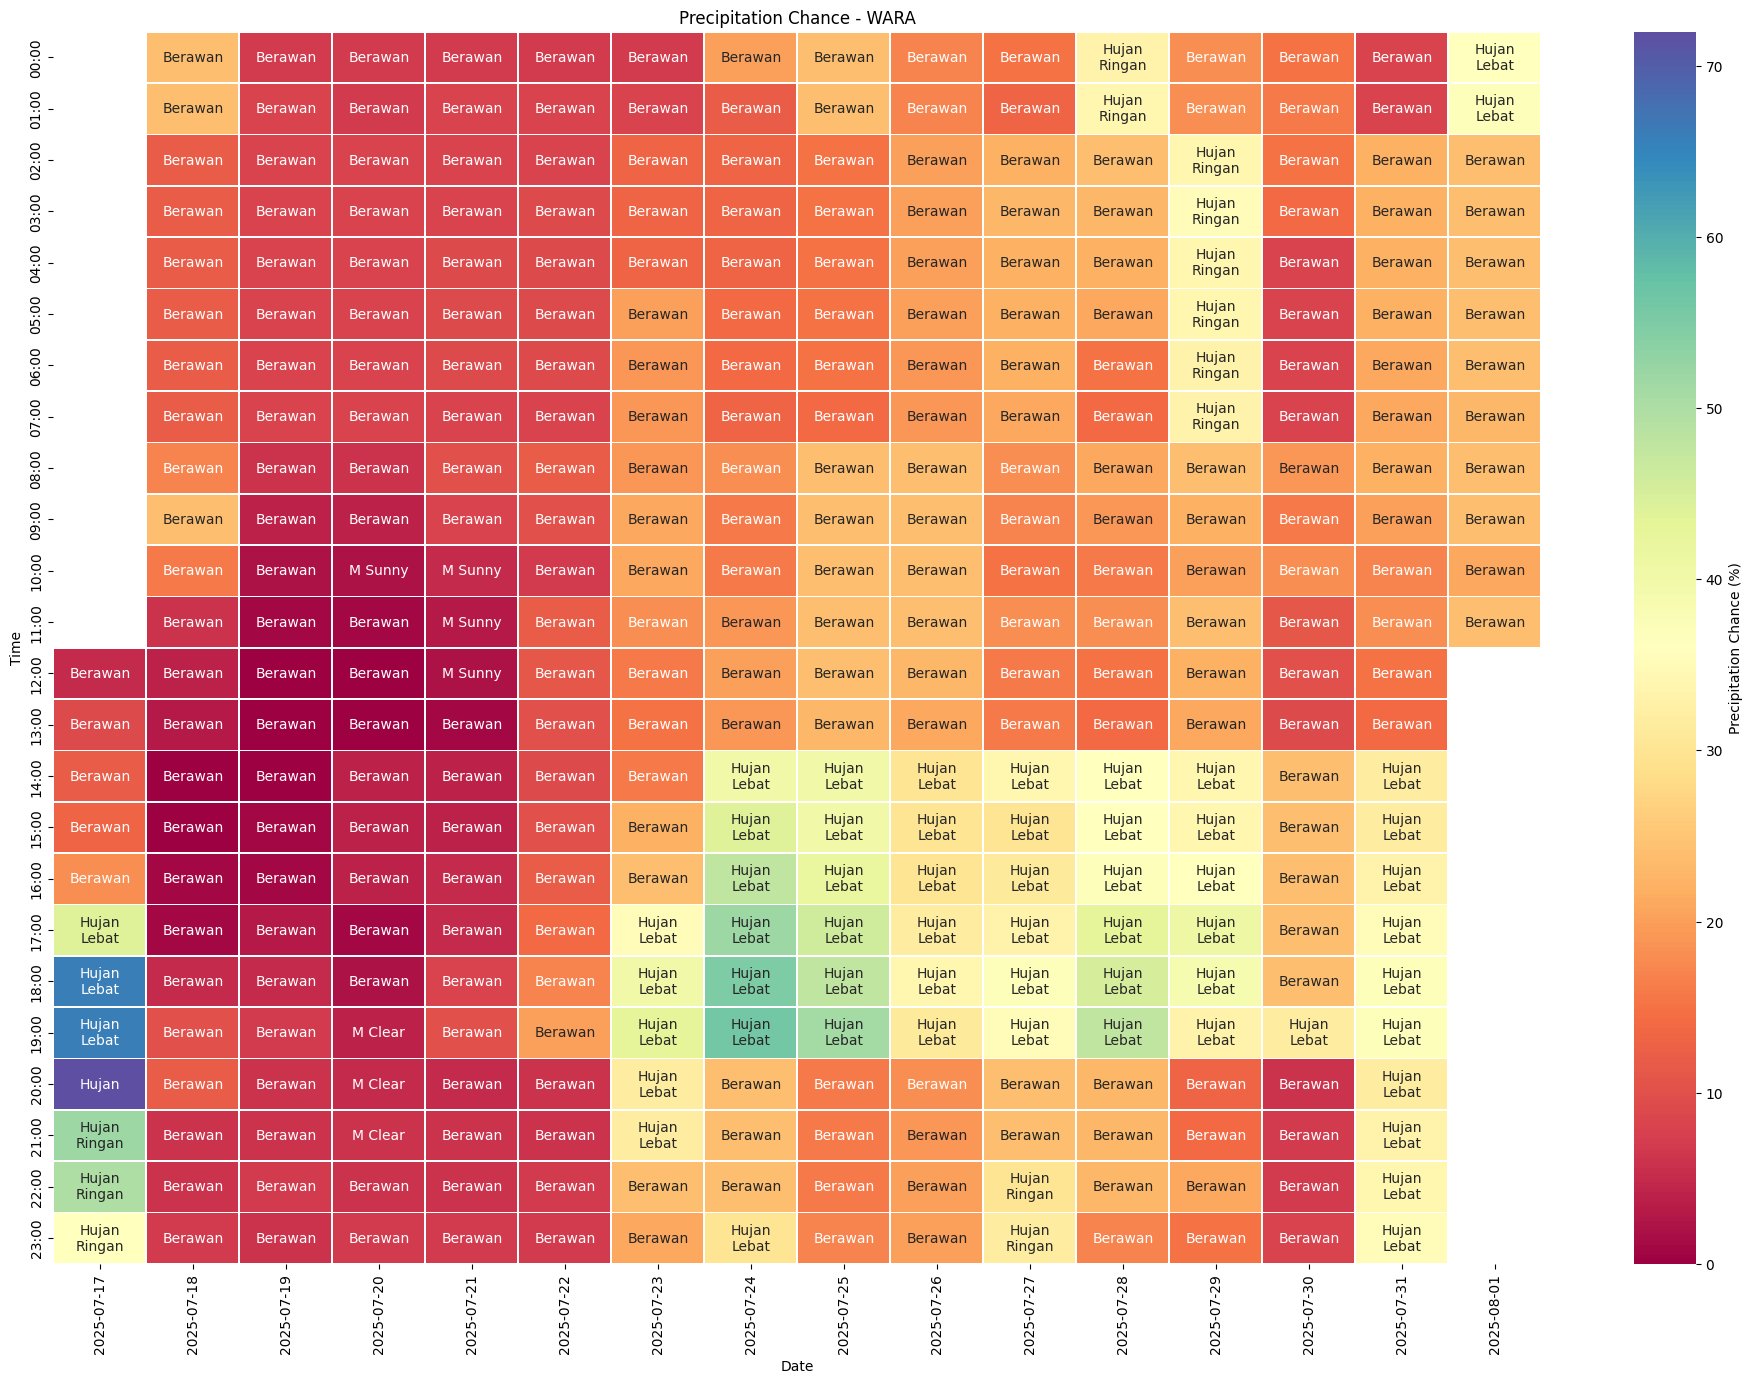 Precipitation Chance - WARA
00:00 Berawan Berawan Berawan Berawan Berawan Berawan Berawan Berawan Berawan Berawan Hujan Ringan Berawan Berawan Berawan Hujan Lebat
01:00 Berawan Berawan Berawan Berawan Berawan Berawan Berawan Berawan Berawan Berawan Hujan Ringan Berawan Berawan Berawan Hujan Lebat
02:00 Berawan Berawan Berawan Berawan Berawan Berawan Berawan Berawan Berawan Berawan Berawan Hujan Ringan Berawan Berawan Berawan
03:00 Berawan Berawan Berawan Berawan Berawan Berawan Berawan Berawan Berawan Berawan Berawan Hujan Ringan Berawan Berawan Berawan
04:00 Berawan Berawan Berawan Berawan Berawan Berawan Berawan Berawan Berawan Berawan Berawan Hujan Ringan Berawan Berawan Berawan
05:00 Berawan Berawan Berawan Berawan Berawan Berawan Berawan Berawan Berawan Berawan Berawan Hujan Ringan Berawan Berawan Berawan
06:00 Berawan Berawan Berawan Berawan Berawan Berawan Berawan Berawan Berawan Berawan Berawan Hujan Ringan Berawan Berawan Berawan
07:00 Berawan Berawan Berawan Berawan Berawan Berawan Berawan Berawan Berawan Berawan Berawan Hujan Ringan Berawan Berawan Berawan
08:00 Berawan Berawan Berawan Berawan Berawan Berawan Berawan Berawan Berawan Berawan Berawan Berawan Berawan Berawan Berawan
09:00 Berawan Berawan Berawan Berawan Berawan Berawan Berawan Berawan Berawan Berawan Berawan Berawan Berawan Berawan Berawan
10:00 Berawan Berawan M Sunny M Sunny Berawan Berawan Berawan Berawan Berawan Berawan Berawan Berawan Berawan Berawan Berawan
11:00 Berawan Berawan Berawan M Sunny Berawan Berawan Berawan Berawan Berawan Berawan Berawan Berawan Berawan Berawan Berawan
12:00 Berawan Berawan Berawan Berawan M Sunny Berawan Berawan Berawan Berawan Berawan Berawan Berawan Berawan Berawan Berawan
13:00 Berawan Berawan Berawan Berawan Berawan Berawan Berawan Berawan Berawan Berawan Berawan Berawan Berawan Berawan Berawan
14:00 Berawan Berawan Berawan Berawan Berawan Berawan Berawan Hujan Lebat Hujan Lebat Hujan Lebat Hujan Lebat Hujan Lebat Hujan Lebat Berawan Hujan Lebat
15:00 Berawan Berawan Berawan Berawan Berawan Berawan Berawan Hujan Lebat Hujan Lebat Hujan Lebat Hujan Lebat Hujan Lebat Hujan Lebat Berawan Hujan Lebat
16:00 Berawan Berawan Berawan Berawan Berawan Berawan Berawan Hujan Lebat Hujan Lebat Hujan Lebat Hujan Lebat Hujan Lebat Hujan Lebat Berawan Hujan Lebat
17:00 Hujan Lebat Berawan Berawan Berawan Berawan Berawan Hujan Lebat Hujan Lebat Hujan Lebat Hujan Lebat Hujan Lebat Hujan Lebat Hujan Lebat Berawan Hujan Lebat
18:00 Hujan Lebat Berawan Berawan Berawan Berawan Berawan Hujan Lebat Hujan Lebat Hujan Lebat Hujan Lebat Hujan Lebat Hujan Lebat Hujan Lebat Berawan Hujan Lebat
19:00 Hujan Lebat Berawan Berawan M Clear Berawan Berawan Hujan Lebat Hujan Lebat Hujan Lebat Hujan Lebat Hujan Lebat Hujan Lebat Hujan Lebat Hujan Lebat Hujan Lebat
20:00 Hujan Berawan Berawan M Clear Berawan Berawan Hujan Lebat Berawan Berawan Berawan Berawan Berawan Berawan Berawan Hujan Lebat
21:00 Hujan Ringan Berawan Berawan M Clear Berawan Berawan Hujan Lebat Berawan Berawan Berawan Berawan Berawan Berawan Berawan Hujan Lebat
22:00 Hujan Ringan Berawan Berawan Berawan Berawan Berawan Berawan Berawan Berawan Berawan Hujan Ringan Berawan Berawan Berawan Hujan Lebat
23:00 Hujan Ringan Berawan Berawan Berawan Berawan Berawan Berawan Hujan Lebat Berawan Berawan Hujan Ringan Berawan Berawan Berawan Hujan Lebat
Time
2025-07-17 2025-07-18 2025-07-19 2025-07-20 2025-07-21 2025-07-22 2025-07-23 2025-07-24 2025-07-25 2025-07-26 2025-07-27 2025-07-28 2025-07-29 2025-07-30 2025-07-31 2025-08-01
Date
70
60
50
40
30
20
10
0
Precipitation Chance (%)